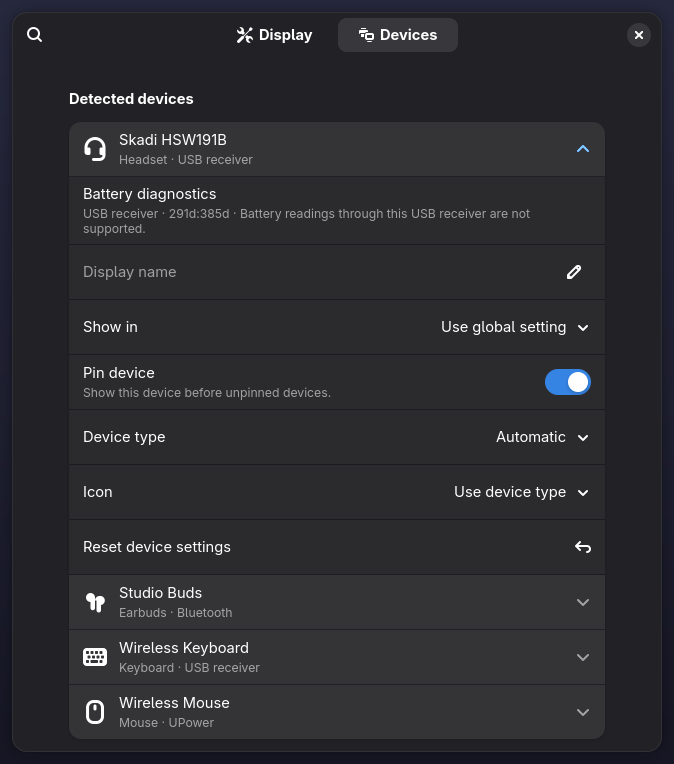 Display
Devices
Detected devices
Skadi HSW191B
Headset · USB receiver
Battery diagnostics
USB receiver · 291d:385d · Battery readings through this USB receiver are not
supported.
Display name
Show in
Use global setting
Pin device
Show this device before unpinned devices.
Device type
Automatic
Icon
Use device type
Reset device settings
Studio Buds
Earbuds · Bluetooth
Wireless Keyboard
Keyboard · USB receiver
Wireless Mouse
Mouse · UPower